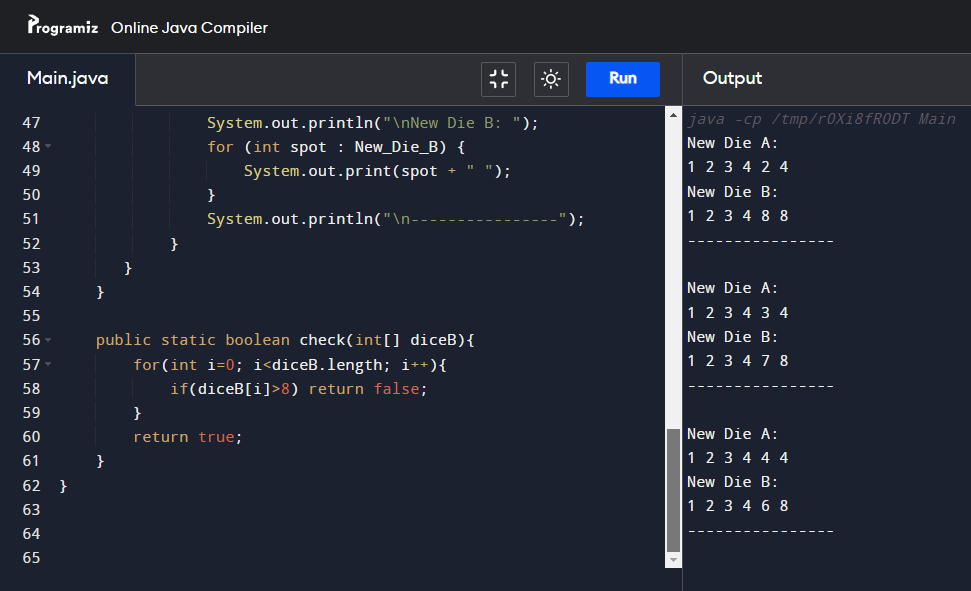 Programiz Online Java Compiler
Main.java
Run
Output
47 System.out.println("\nNew Die B: ");
48 for (int spot : New_Die_B) {
49 System.out.print(spot + " ");
50 }
51 System.out.println("\n----------------");
52 }
53 }
54 }
55
56 public static boolean check(int[] diceB){
57 for(int i=0; i<diceB.length; i++){
58 if(diceB[i]>8) return false;
59 }
60 return true;
61 }
62 }
63
64
65
java -cp /tmp/rOXi8fRODT Main
New Die A:
1 2 3 4 2 4
New Die B:
1 2 3 4 8 8
----------------
New Die A:
1 2 3 4 3 4
New Die B:
1 2 3 4 7 8
----------------
New Die A:
1 2 3 4 4 4
New Die B:
1 2 3 4 6 8
----------------